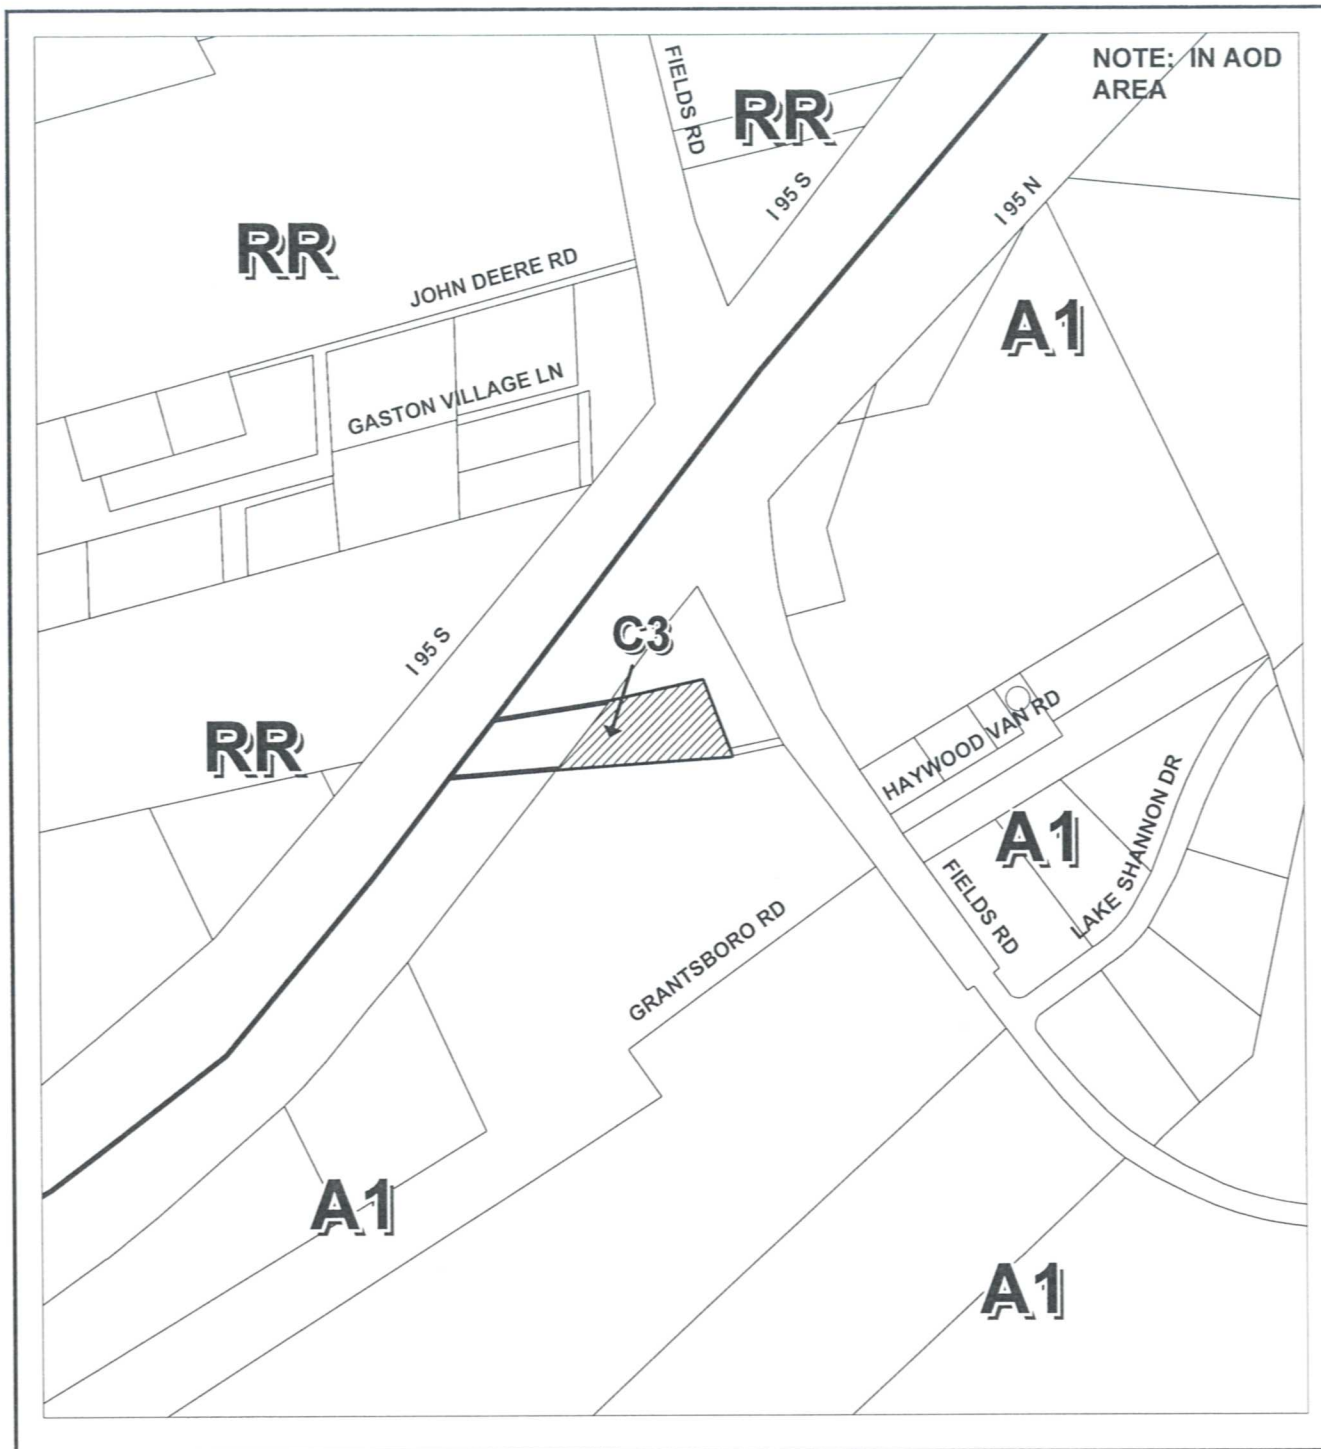 NOTE: IN AOD
AREA
FIELDS RD
RR
I 95 S
I 95 N
RR
JOHN DEERE RD
A1
GASTON VILLAGE LN
C-3
I 95 S
RR
HAYWOOD VAN RD
LAKE SHANNON DR
A1
FIELDS RD
GRANTSBORO RD
A1
A1